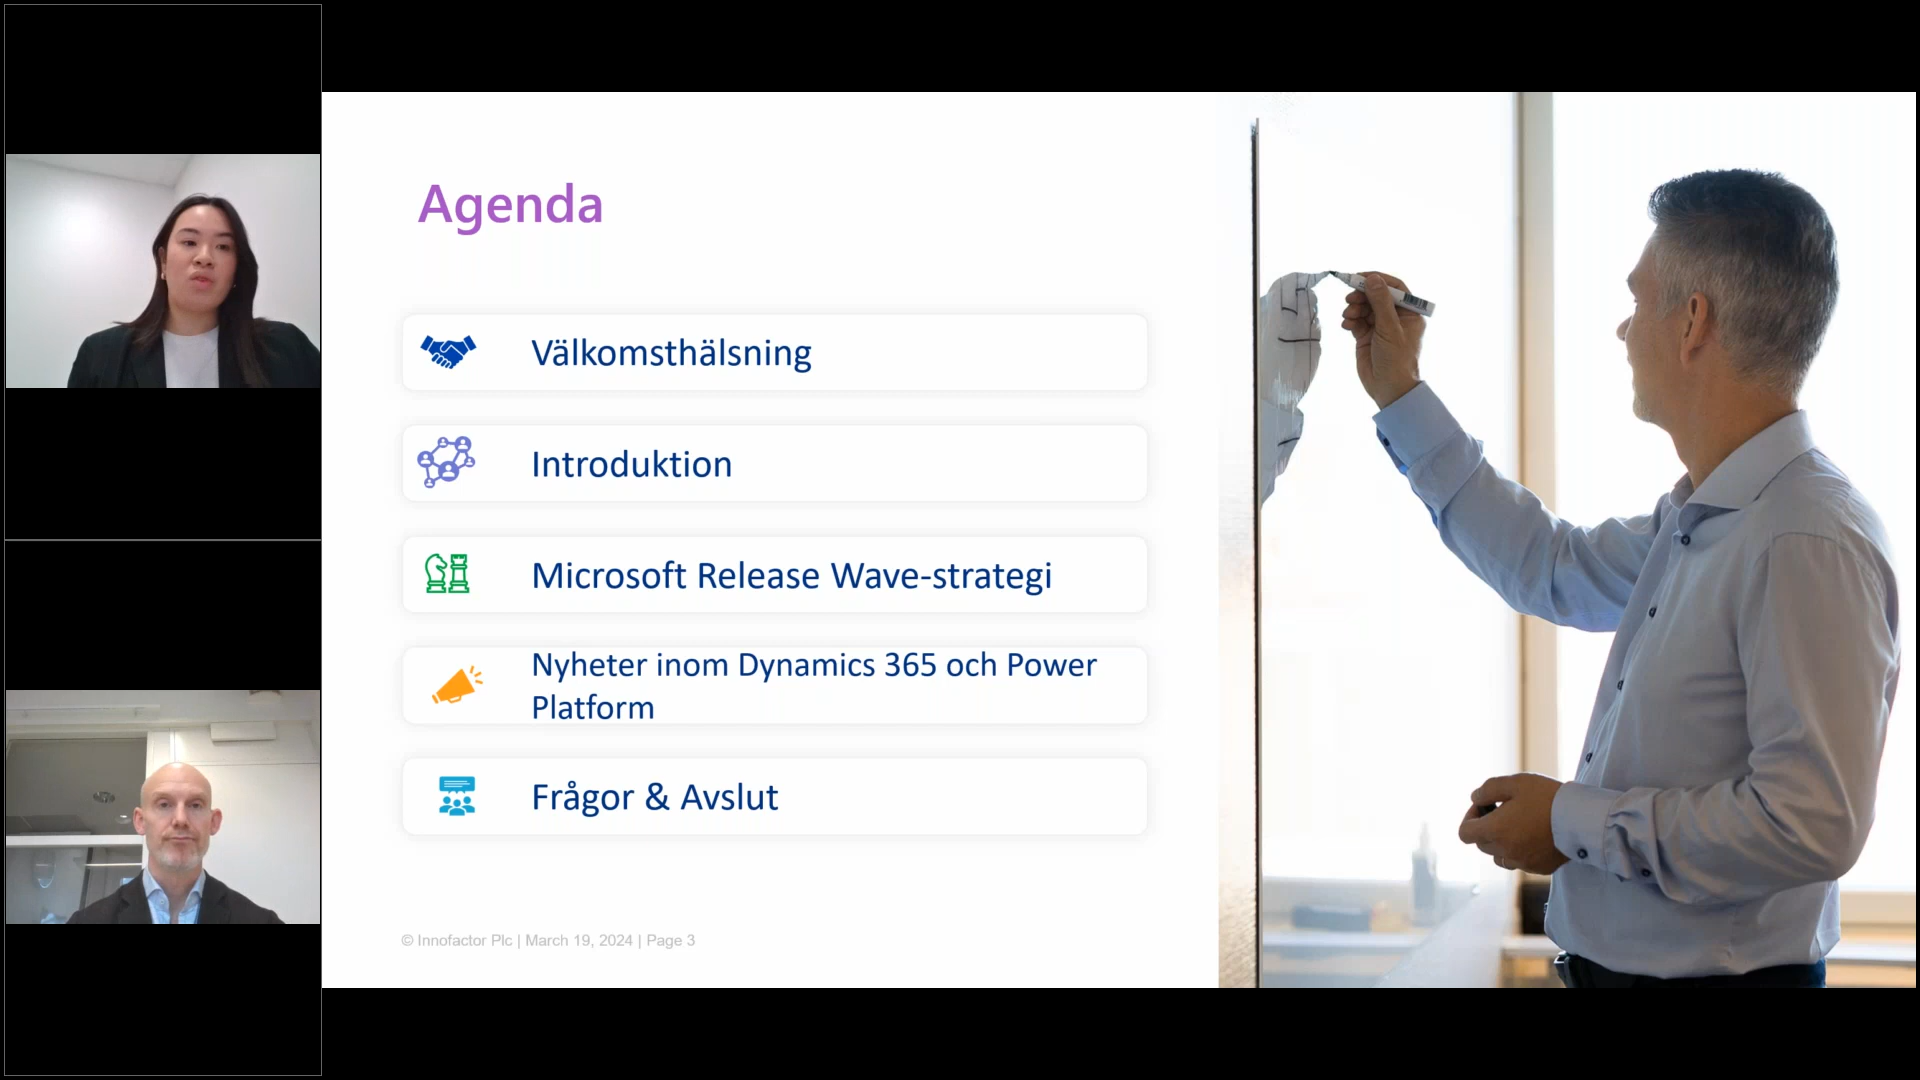 Agenda
Välkomsthälsning
Introduktion
Microsoft Release Wave-strategi
Nyheter inom Dynamics 365 och Power
Platform
Frågor & Avslut
© Innofactor Plc | March 19, 2024 | Page 3